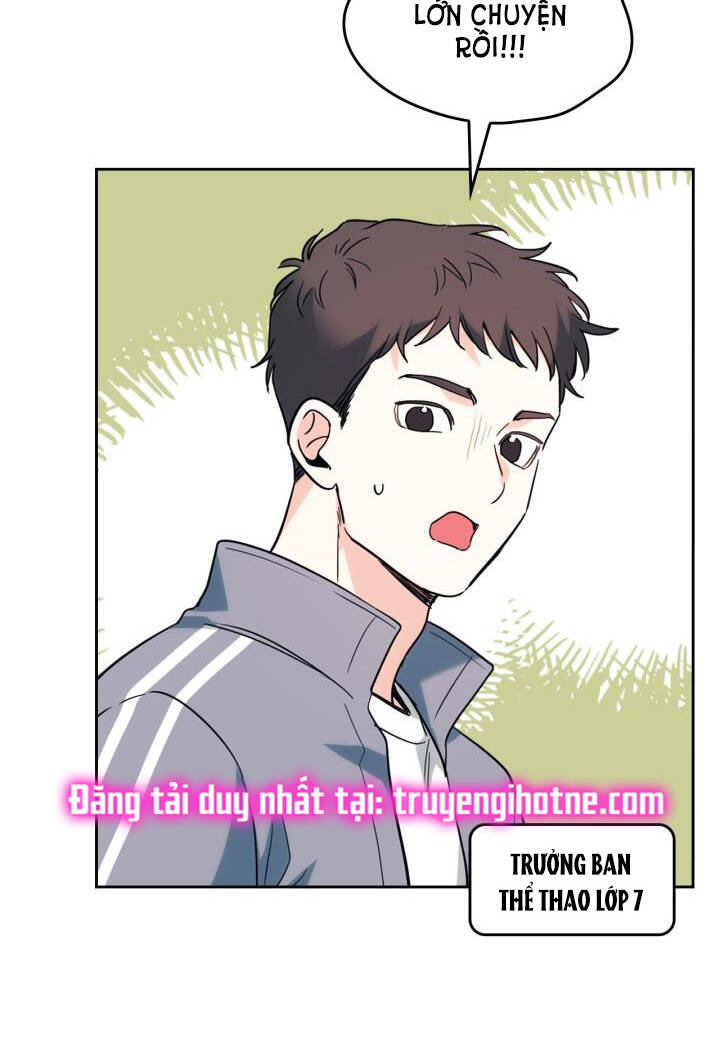 LỚN CHUYỆN
RỒI!!!
Đăng tải duy nhất tại: truyengihotne.com
TRƯỞNG BAN
THỂ THAO LỚP 7